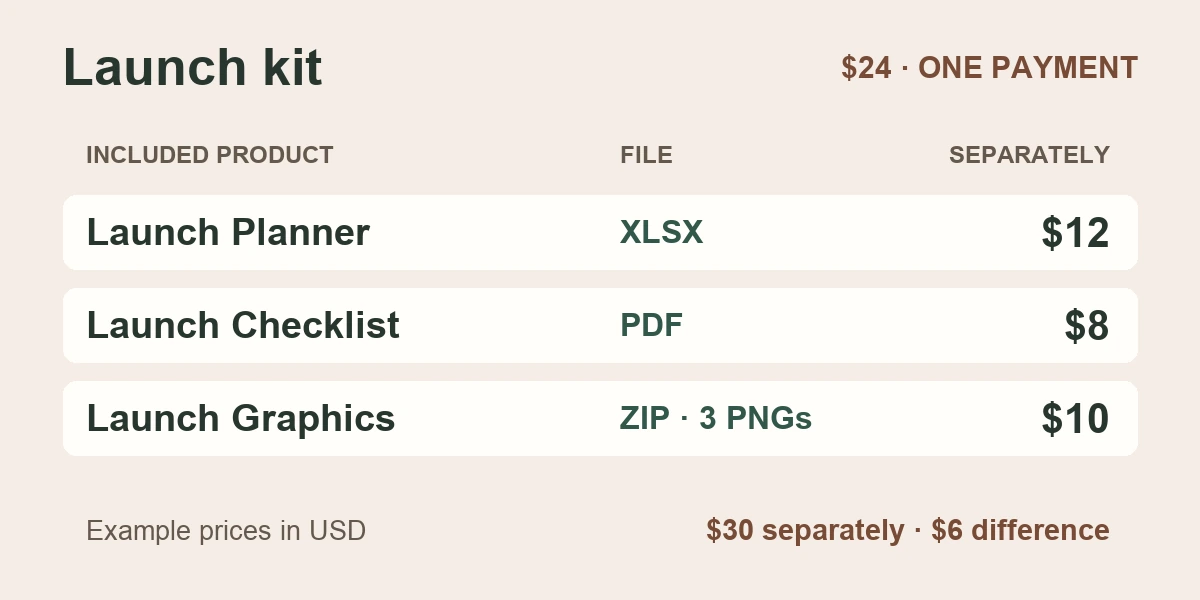 Launch kit $24 · ONE PAYMENT
INCLUDED PRODUCT FILE SEPARATELY
Launch Planner XLSX $12
Launch Checklist PDF $8
Launch Graphics ZIP · 3 PNGs $10
Example prices in USD $30 separately · $6 difference